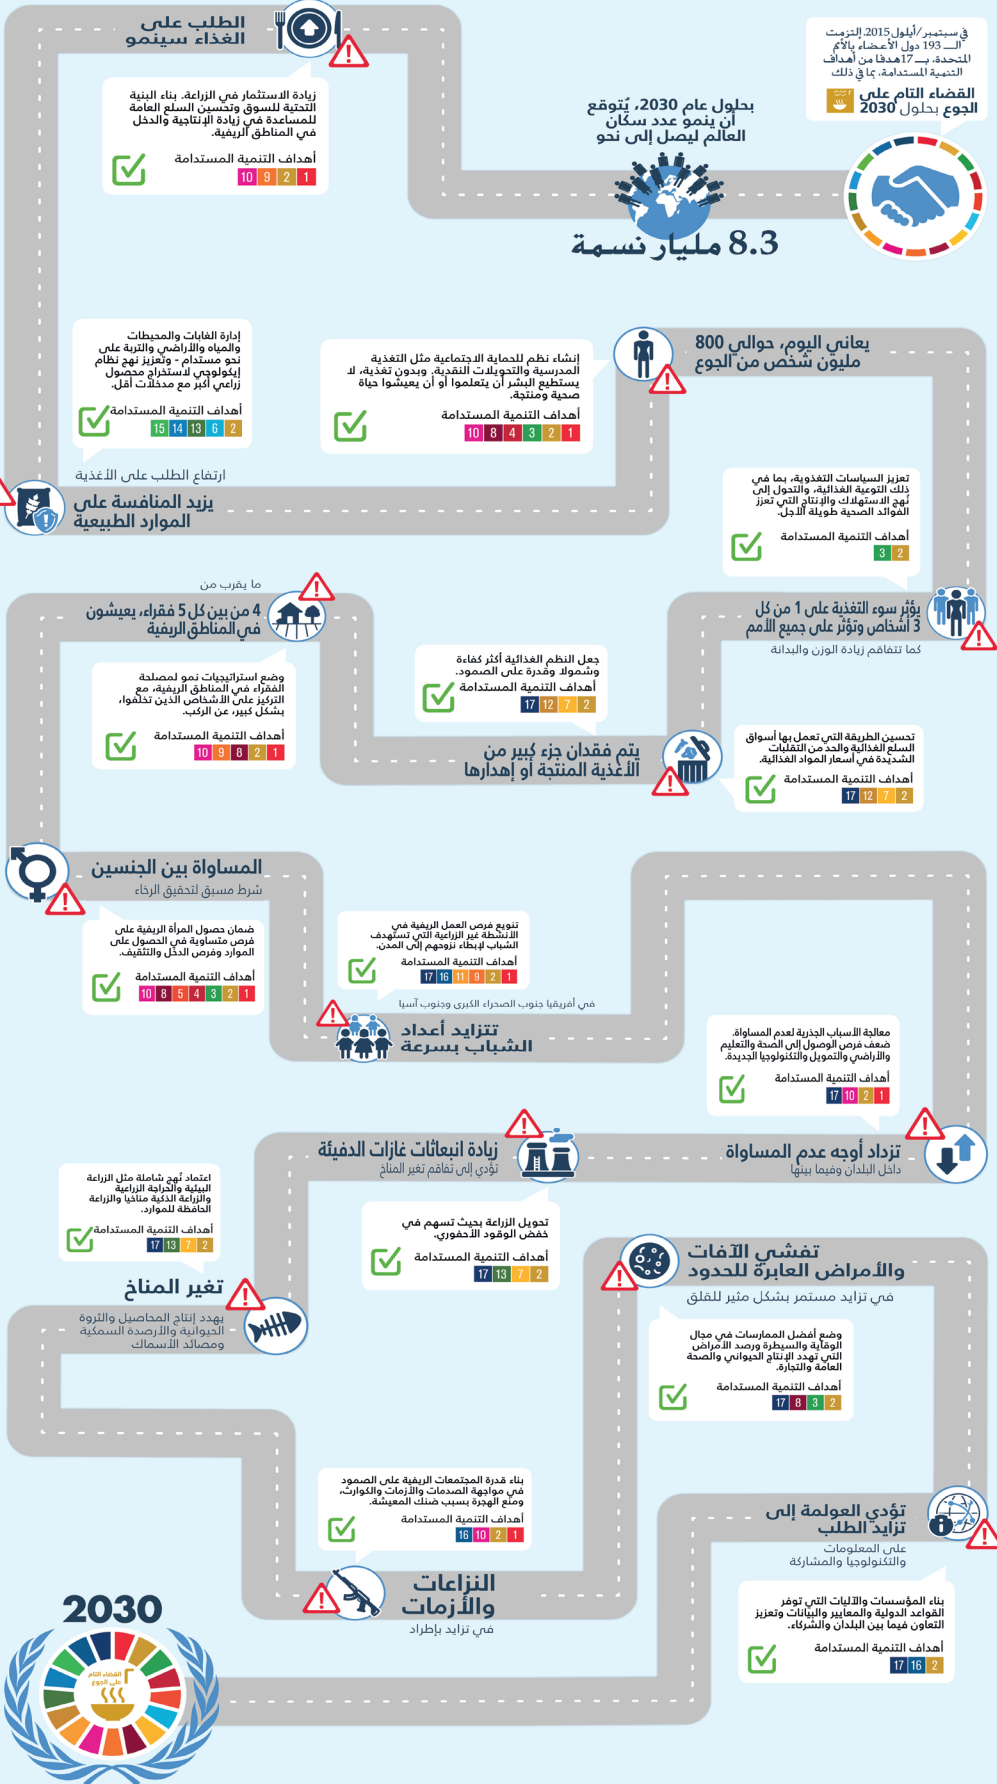 في سبتمبر/أيلول 2015، إلتزمت
الـــ 193 دول الأعضاء بالأمم
المتحدة، بـــ 17هدفا من أهداف
التنمية المستدامة، بما في ذلك
القضاء التام على
الجوع بحلول 2030
بحلول عام 2030، يُتوقع
أن ينمو عدد سكان
العالم ليصل إلى نحو
8.3 مليار نسمة
الطلب على
الغذاء سينمو
زيادة الاستثمار في الزراعة. بناء البنية
التحتية للسوق وتحسين السلع العامة
للمساعدة في زيادة الإنتاجية والدخل
في المناطق الريفية.
أهداف التنمية المستدامة
1 2 9 10
إدارة الغابات والمحيطات
والمياه والأراضي والتربة على
نحو مستدام - وتعزيز نهج نظام
إيكولوجي لاستخراج محصول
زراعي أكبر مع مدخلات أقل.
أهداف التنمية المستدامة
2 6 13 14 15
ارتفاع الطلب على الأغذية
يزيد المنافسة على
الموارد الطبيعية
يعاني اليوم، حوالي 800
مليون شخص من الجوع
إنشاء نظم للحماية الاجتماعية مثل التغذية
المدرسية والتحويلات النقدية. وبدون تغذية، لا
يستطيع البشر أن يتعلموا أو أن يعيشوا حياة
صحية ومنتجة.
أهداف التنمية المستدامة
1 2 3 4 8 10
تعزيز السياسات التغذوية، بما في
ذلك التوعية الغذائية، والتحول إلى
نُهج الاستهلاك والإنتاج التي تعزز
الفوائد الصحية طويلة الأجل.
أهداف التنمية المستدامة
2 3
يؤثر سوء التغذية على 1 من كل
3 أشخاص وتؤثر على جميع الأمم
كما تتفاقم زيادة الوزن والبدانة
تحسين الطريقة التي تعمل بها أسواق
السلع الغذائية والحد من التقلبات
الشديدة في أسعار المواد الغذائية.
أهداف التنمية المستدامة
2 7 12 17
جعل النظم الغذائية أكثر كفاءة
وشمولا وقدرة على الصمود.
أهداف التنمية المستدامة
2 7 12 17
يتم فقدان جزء كبير من
الأغذية المنتجة أو إهدارها
ما يقرب من
4 من بين كل 5 فقراء، يعيشون
في المناطق الريفية
وضع استراتيجيات نمو لمصلحة
الفقراء في المناطق الريفية، مع
التركيز على الأشخاص الذين تخلفوا،
بشكل كبير، عن الركب.
أهداف التنمية المستدامة
1 2 8 9 10
المساواة بين الجنسين
شرط مسبق لتحقيق الرخاء
ضمان حصول المرأة الريفية على
فرص متساوية في الحصول على
الموارد وفرص الدخل والتثقيف.
أهداف التنمية المستدامة
1 2 3 4 5 8 10
تنويع فرص العمل الريفية في
الأنشطة غير الزراعية التي تستهدف
الشباب لإبطاء نزوحهم إلى المدن.
أهداف التنمية المستدامة
1 2 9 11 16 17
في أفريقيا جنوب الصحراء الكبرى وجنوب آسيا
تتزايد أعداد
الشباب بسرعة
معالجة الأسباب الجذرية لعدم المساواة.
ضعف فرص الوصول إلى الصحة والتعليم
والأراضي والتمويل والتكنولوجيا الجديدة.
أهداف التنمية المستدامة
1 2 10 17
تزداد أوجه عدم المساواة
داخل البلدان وفيما بينها
زيادة انبعاثات غازات الدفيئة
تؤدي إلى تفاقم تغير المناخ
تحويل الزراعة بحيث تسهم في
خفض الوقود الأحفوري.
أهداف التنمية المستدامة
2 7 13 17
اعتماد نُهج شاملة مثل الزراعة
البيئية والحراجة الزراعية
والزراعة الذكية مناخيا والزراعة
الحافظة للموارد.
أهداف التنمية المستدامة
2 7 13 17
تغير المناخ
يهدد إنتاج المحاصيل والثروة
الحيوانية والأرصدة السمكية
ومصائد الأسماك
تفشي الآفات
والأمراض العابرة للحدود
في تزايد مستمر بشكل مثير للقلق
وضع أفضل الممارسات في مجال
الوقاية والسيطرة ورصد الأمراض
التي تهدد الإنتاج الحيواني والصحة
العامة والتجارة.
أهداف التنمية المستدامة
2 3 8 17
بناء قدرة المجتمعات الريفية على الصمود
في مواجهة الصدمات والأزمات والكوارث،
ومنع الهجرة بسبب ضنك المعيشة.
أهداف التنمية المستدامة
1 2 10 16
النزاعات
والأزمات
في تزايد بإطراد
تؤدي العولمة إلى
تزايد الطلب
على المعلومات
والتكنولوجيا والمشاركة
بناء المؤسسات والآليات التي توفر
القواعد الدولية والمعايير والبيانات وتعزيز
التعاون فيما بين البلدان والشركاء.
أهداف التنمية المستدامة
2 16 17
2030
2 القضاء التام
على الجوع